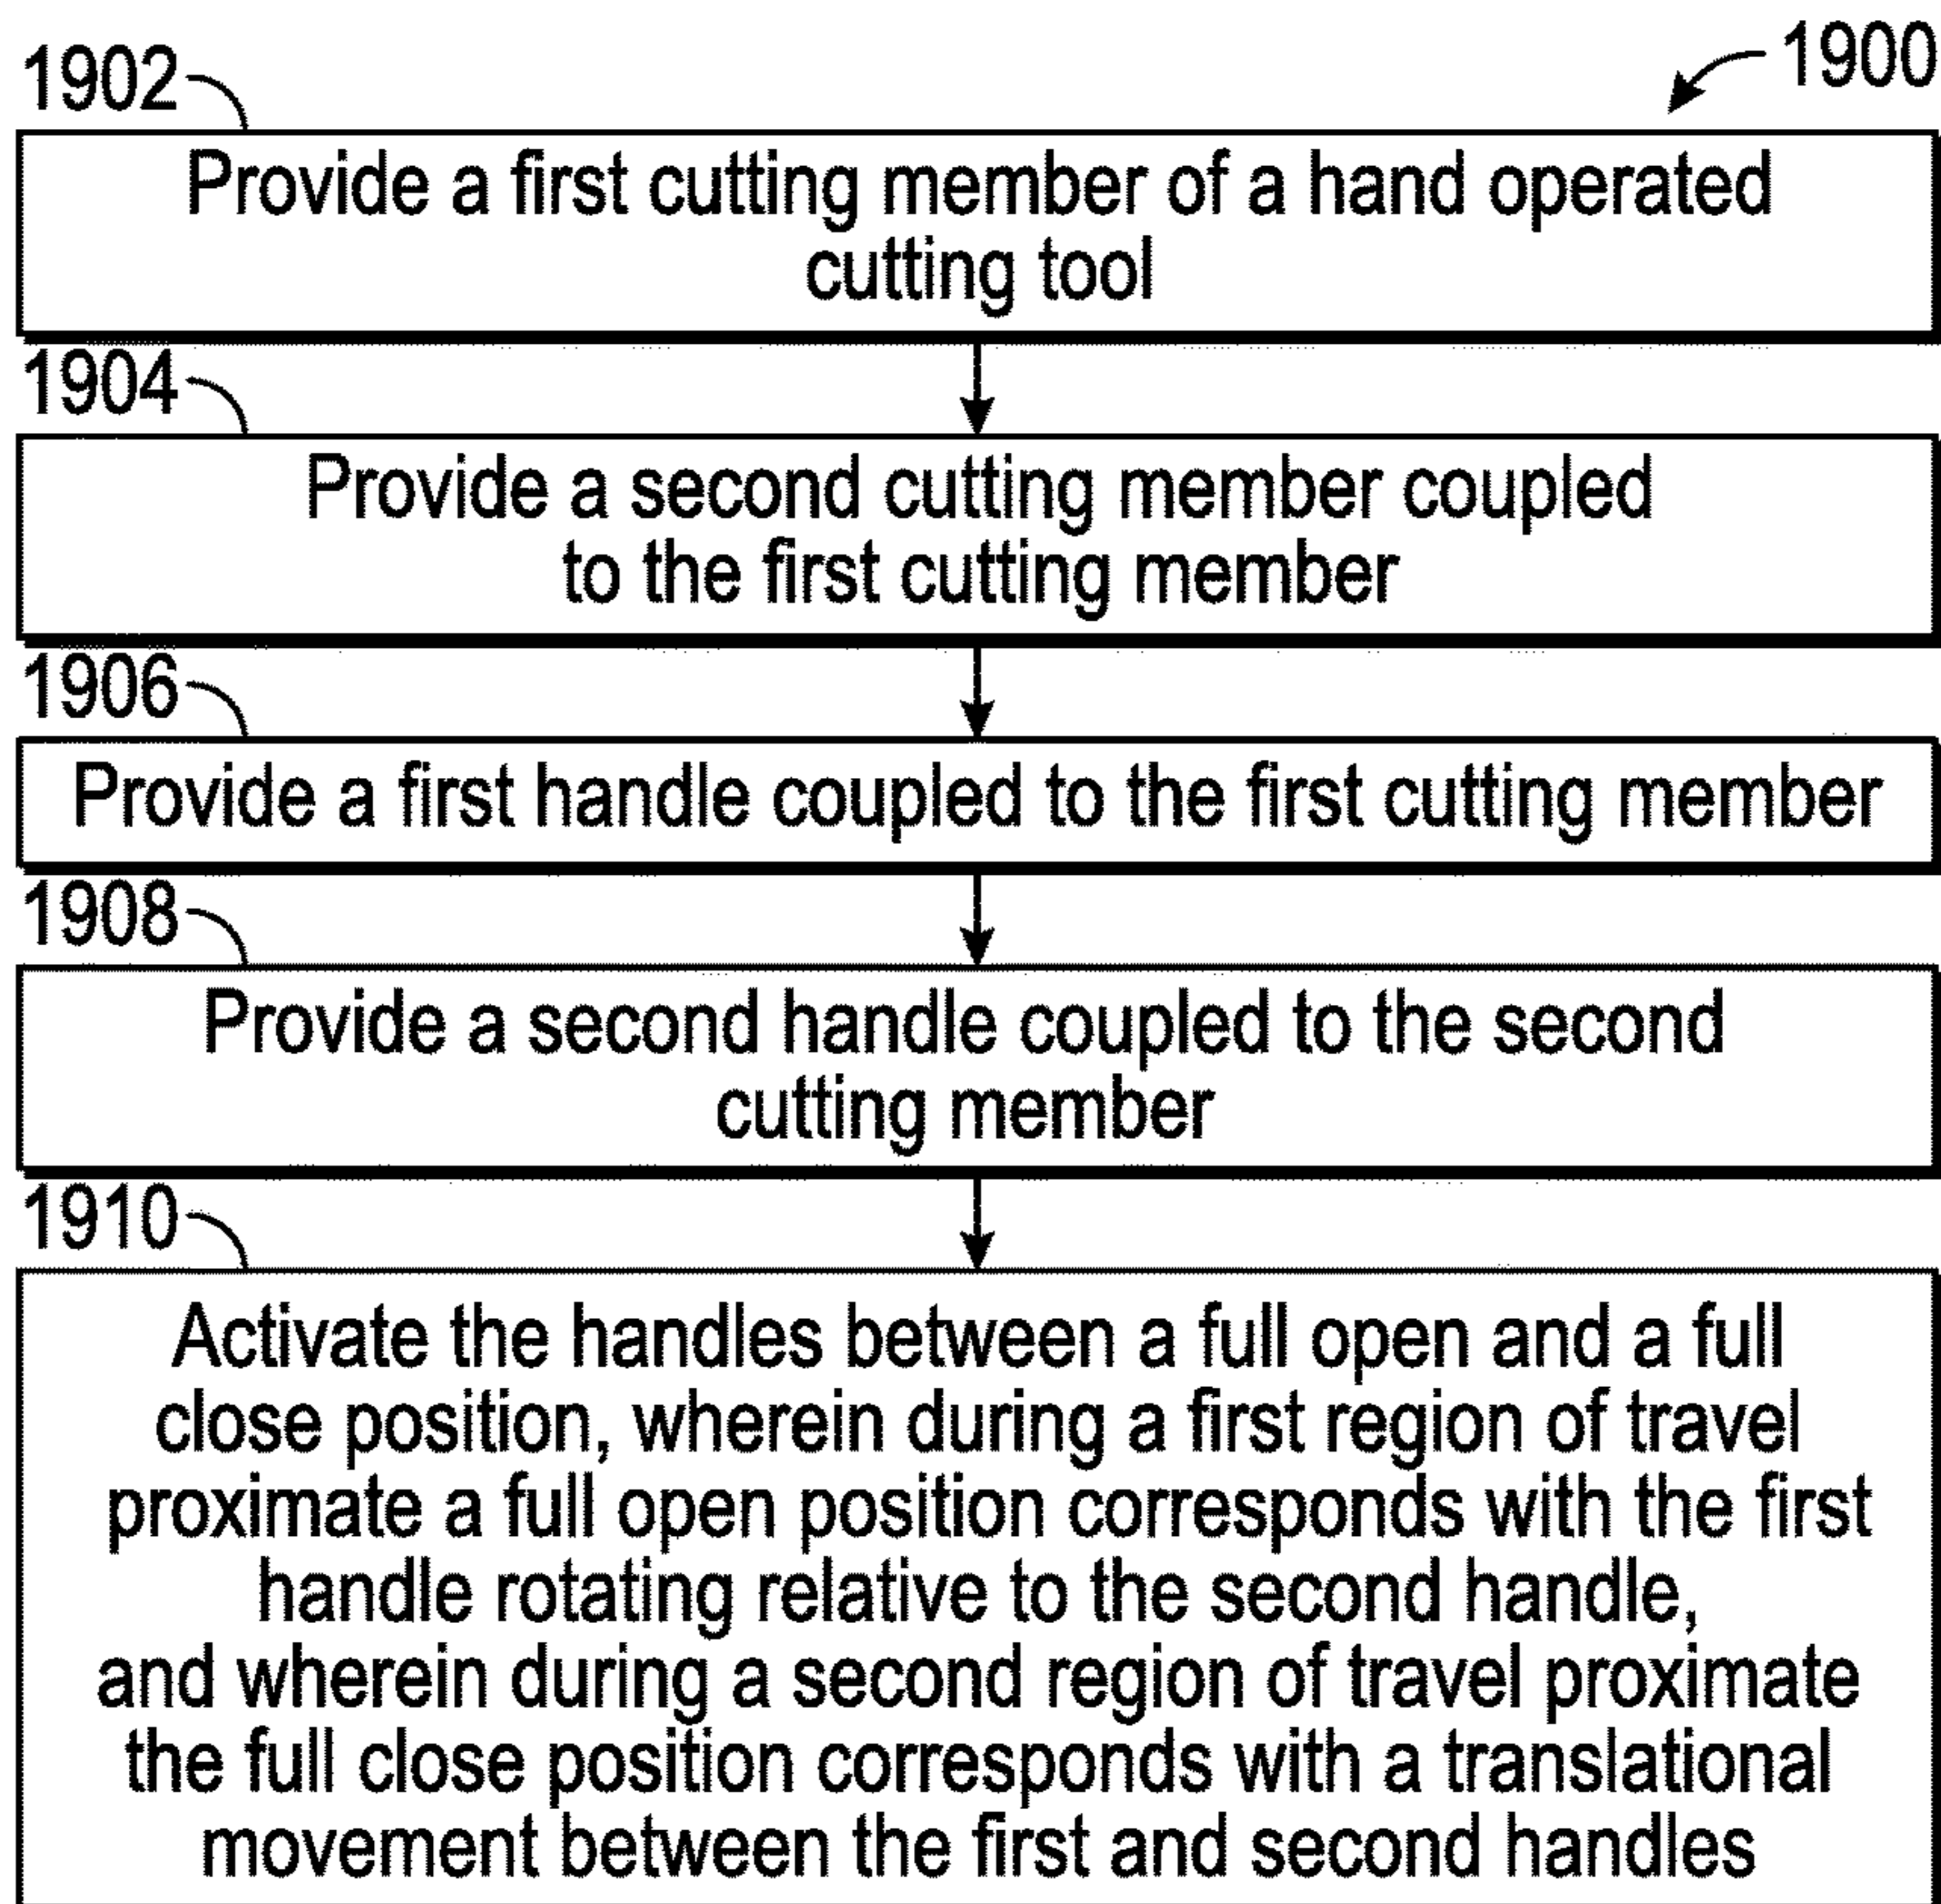 1900
1902
Provide a first cutting member of a hand operated
cutting tool
1904
Provide a second cutting member coupled
to the first cutting member
1906
Provide a first handle coupled to the first cutting member
1908
Provide a second handle coupled to the second
cutting member
1910
Activate the handles between a full open and a full
close position, wherein during a first region of travel
proximate a full open position corresponds with the first
handle rotating relative to the second handle,
and wherein during a second region of travel proximate
the full close position corresponds with a translational
movement between the first and second handles